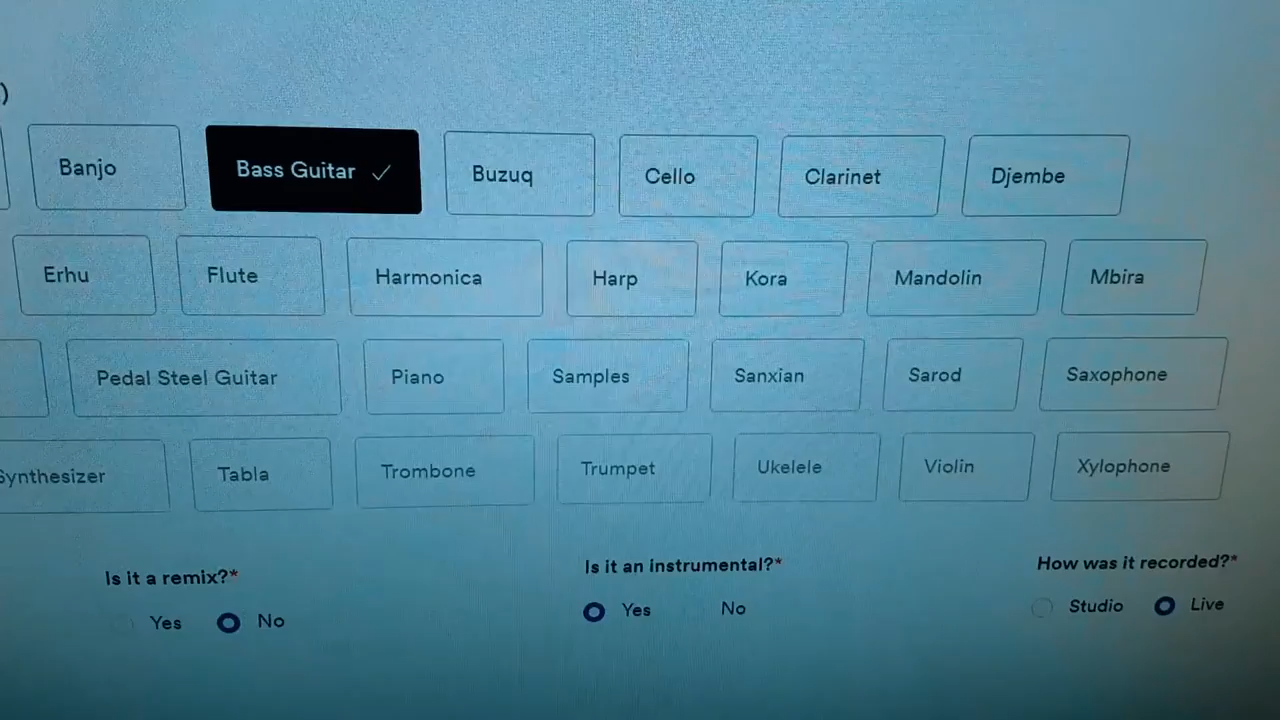 )
Banjo Bass Guitar ✓ Buzuq Cello Clarinet Djembe
Erhu Flute Harmonica Harp Kora Mandolin Mbira
Pedal Steel Guitar Piano Samples Sanxian Sarod Saxophone
Synthesizer Tabla Trombone Trumpet Ukelele Violin Xylophone
Is it a remix?* Is it an instrumental?* How was it recorded?*
Yes No Yes No Studio Live